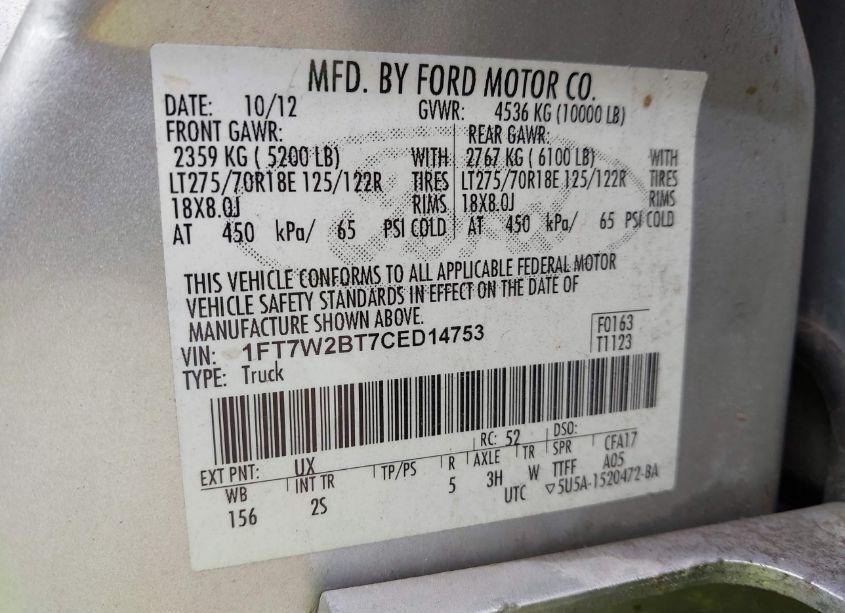 MFD. BY FORD MOTOR CO.
DATE: 10/12 GVWR: 4536 KG (10000 LB)
FRONT GAWR: REAR GAWR:
2359 KG ( 5200 LB) WITH 2767 KG ( 6100 LB) WITH
LT275/70R18E 125/122R TIRES LT275/70R18E 125/122R TIRES
18X8.0J RIMS 18X8.0J RIMS
AT 450 kPa/ 65 PSI COLD AT 450 kPa/ 65 PSI COLD
THIS VEHICLE CONFORMS TO ALL APPLICABLE FEDERAL MOTOR
VEHICLE SAFETY STANDARDS IN EFFECT ON THE DATE OF
MANUFACTURE SHOWN ABOVE.
VIN: 1FT7W2BT7CED14753 F0163
TYPE: Truck T1123
RC: 52 DSO:
EXT PNT: UX
WB INT TR TP/PS R AXLE TR SPR CFA17
156 2S 5 3H W TTFF A05
UTC ▽5U5A-1520472-BA